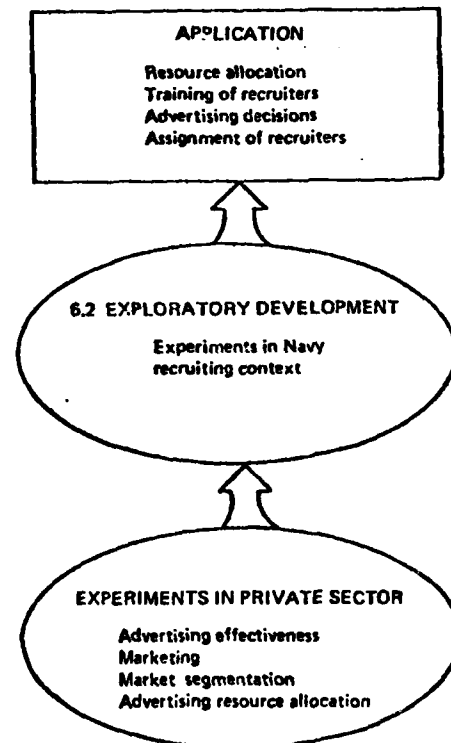 APPLICATION
Resource allocation
Training of recruiters
Advertising decisions
Assignment of recruiters
6.2 EXPLORATORY DEVELOPMENT
Experiments in Navy
recruiting context
EXPERIMENTS IN PRIVATE SECTOR
Advertising effectiveness
Marketing
Market segmentation
Advertising resource allocation